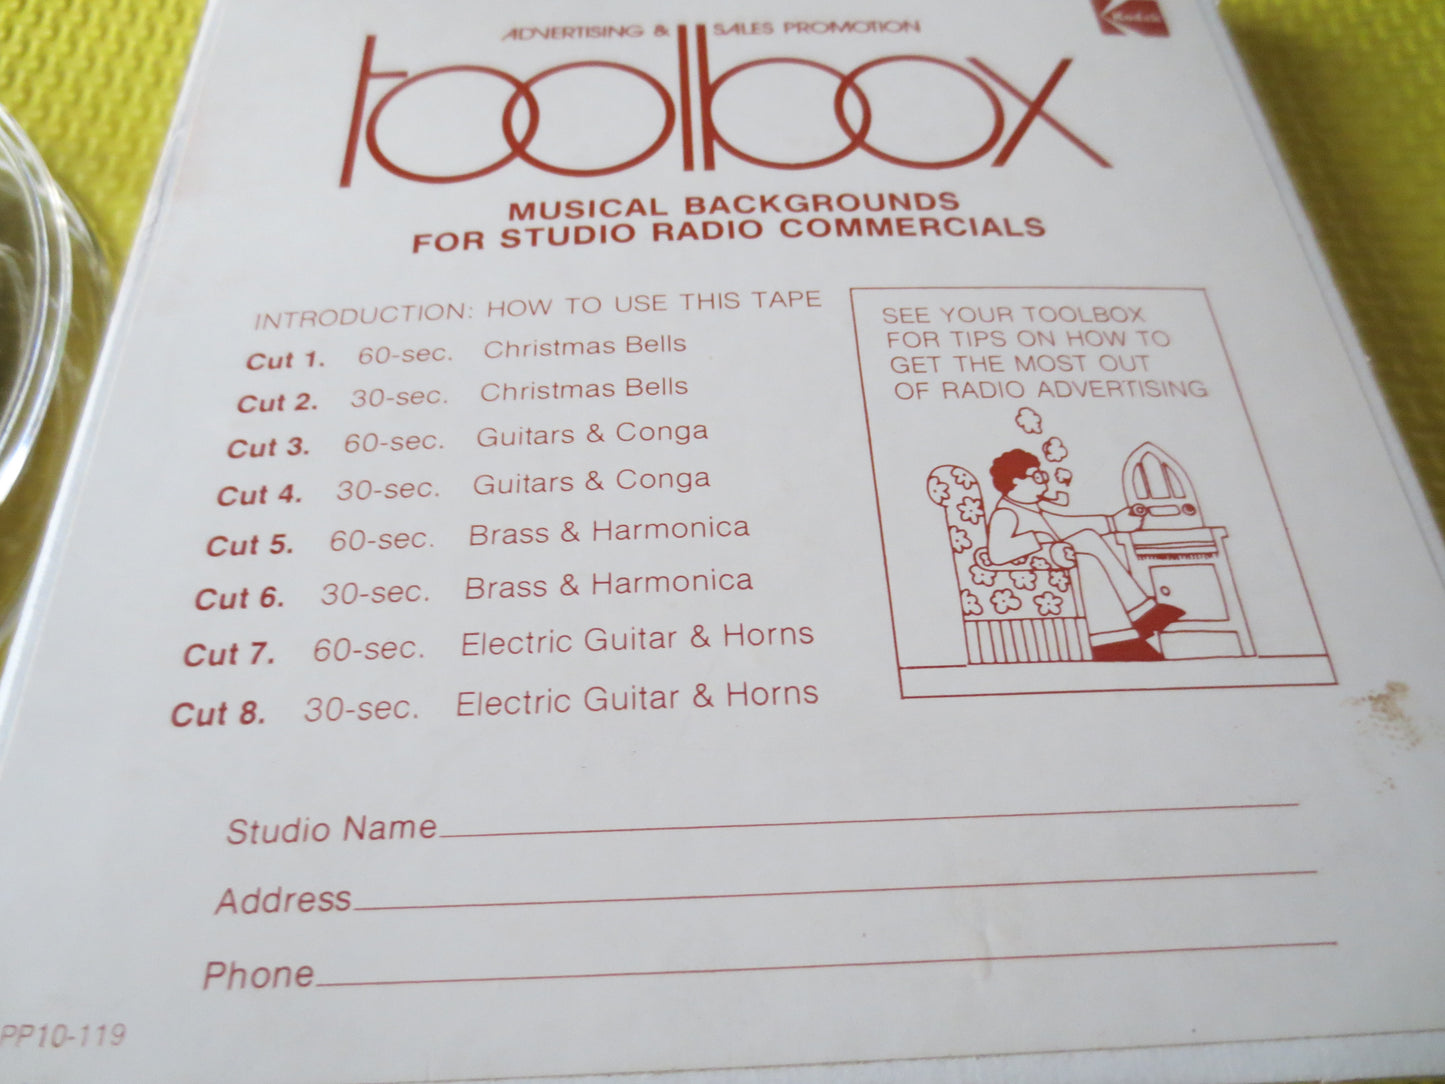 ADVERTISING & SALES PROMOTION
Kodak
toolbox
MUSICAL BACKGROUNDS
FOR STUDIO RADIO COMMERCIALS
INTRODUCTION: HOW TO USE THIS TAPE
Cut 1. 60-sec. Christmas Bells
Cut 2. 30-sec. Christmas Bells
Cut 3. 60-sec. Guitars & Conga
Cut 4. 30-sec. Guitars & Conga
Cut 5. 60-sec. Brass & Harmonica
Cut 6. 30-sec. Brass & Harmonica
Cut 7. 60-sec. Electric Guitar & Horns
Cut 8. 30-sec. Electric Guitar & Horns
SEE YOUR TOOLBOX
FOR TIPS ON HOW TO
GET THE MOST OUT
OF RADIO ADVERTISING
Studio Name
Address
Phone
PP10-119